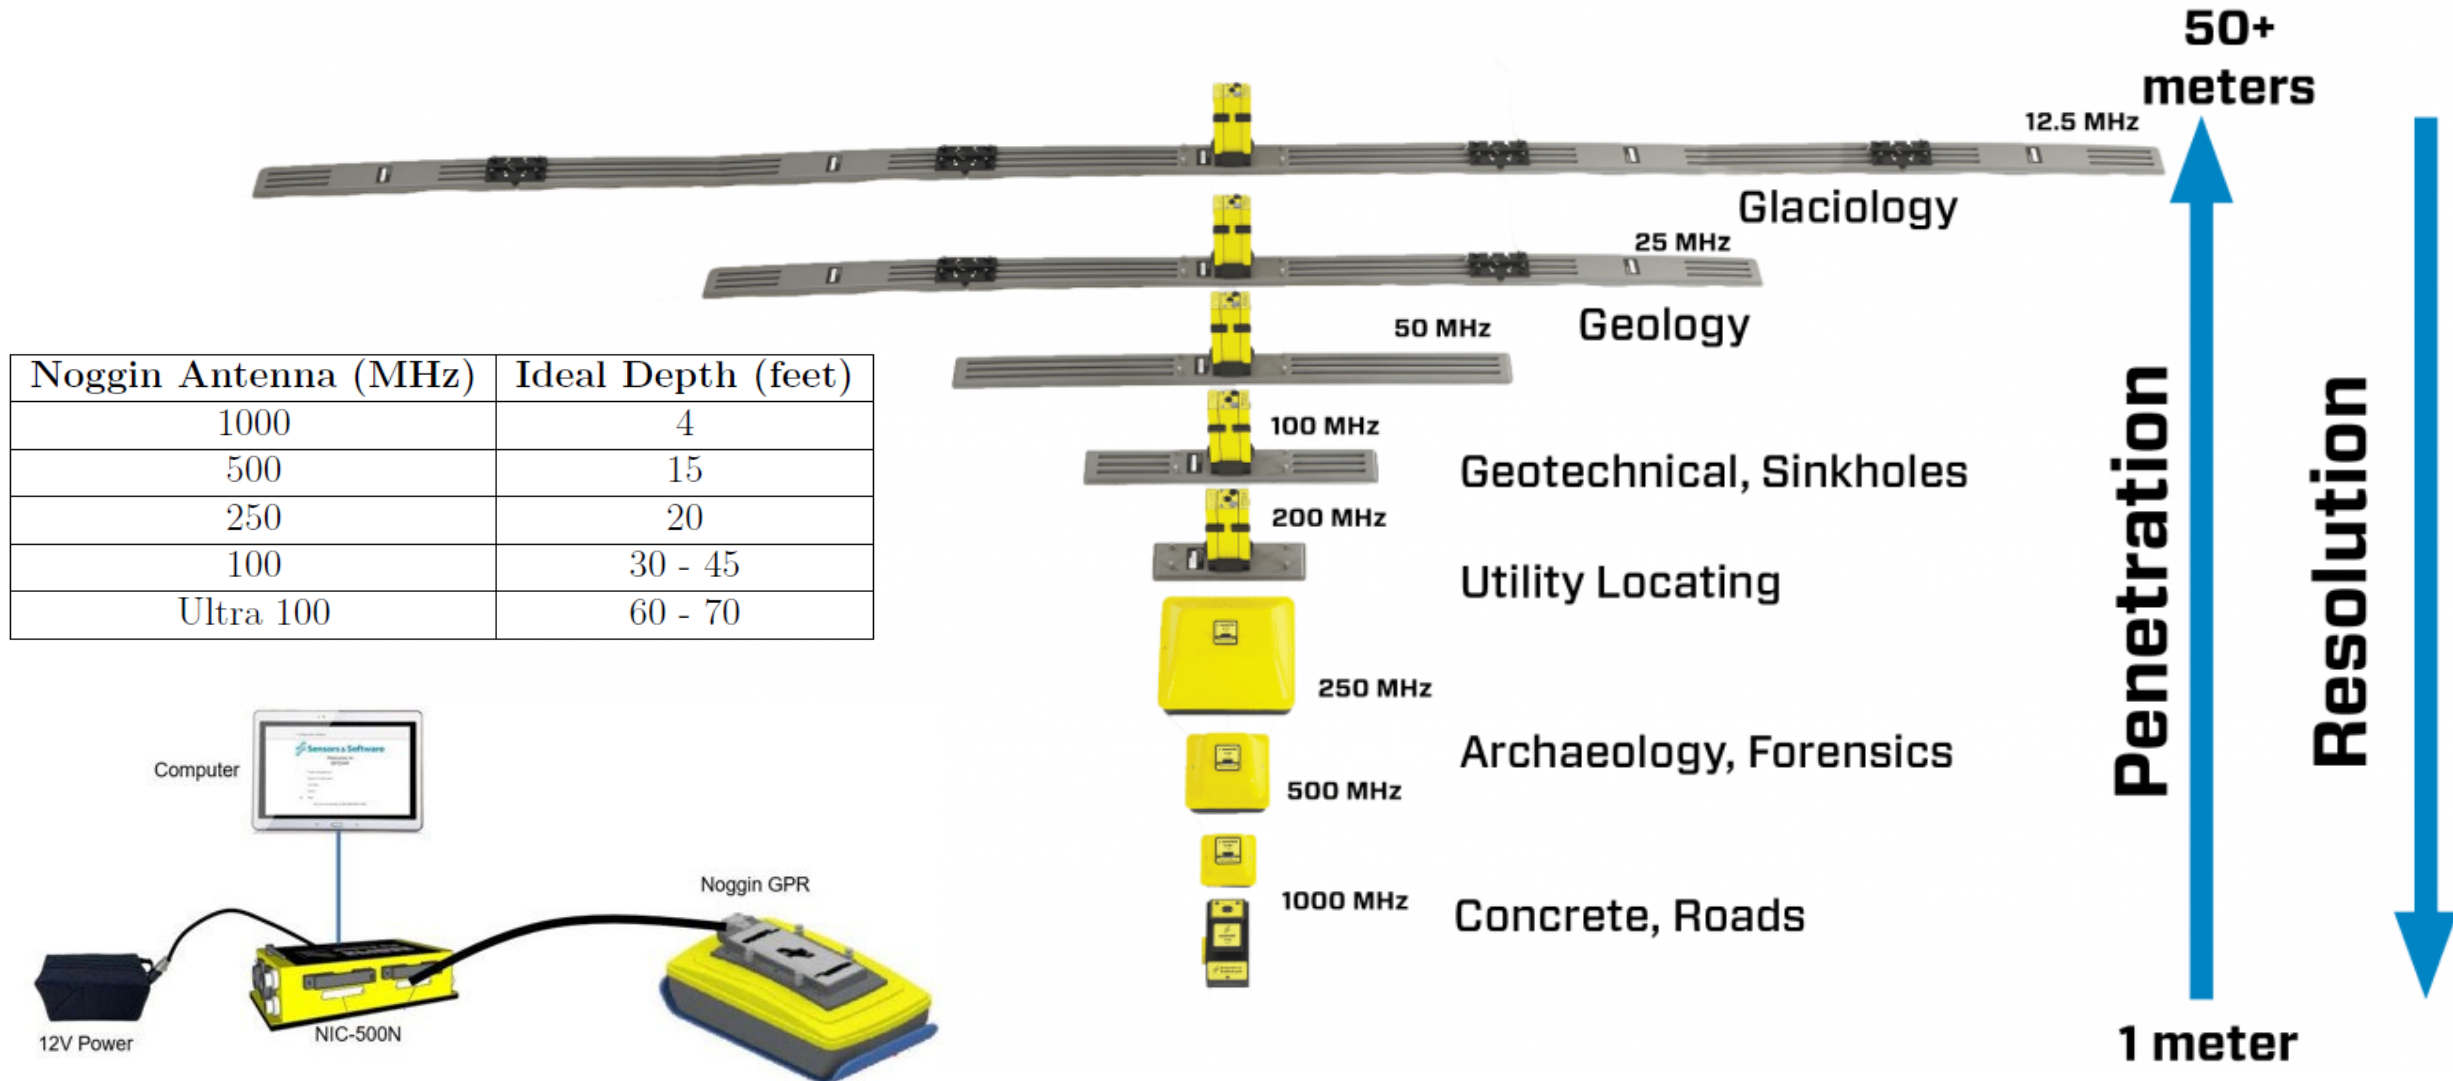 50+
meters
12.5 MHz
Glaciology
25 MHz
Geology
50 MHz
100 MHz
Geotechnical, Sinkholes
200 MHz
Utility Locating
250 MHz
Archaeology, Forensics
500 MHz
1000 MHz
Concrete, Roads
Penetration
Resolution
1 meter
Noggin Antenna (MHz) Ideal Depth (feet)
1000 4
500 15
250 20
100 30 - 45
Ultra 100 60 - 70
Computer
Sensors & Software
Noggin GPR
NIC-500N
12V Power